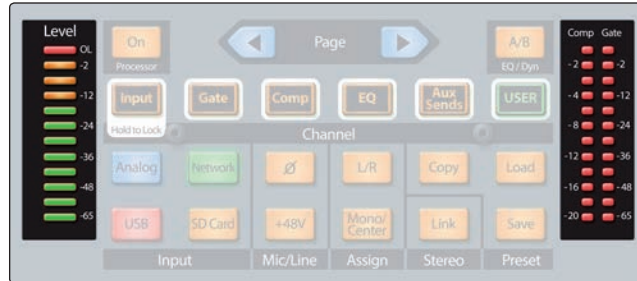 Level
OL
-2
-12
-24
-36
-48
-65
On
Processor
Page
A/B
EQ / Dyn
Input
Gate
Comp
EQ
Aux Sends
USER
Hold to Lock
Channel
Analog
Network
Ø
L/R
Copy
Load
USB
SD Card
+48V
Mono/
Center
Link
Save
Input
Mic/Line
Assign
Stereo
Preset
Comp Gate
-2 -2
-4 -12
-8 -24
-12 -36
-16 -48
-20 -65